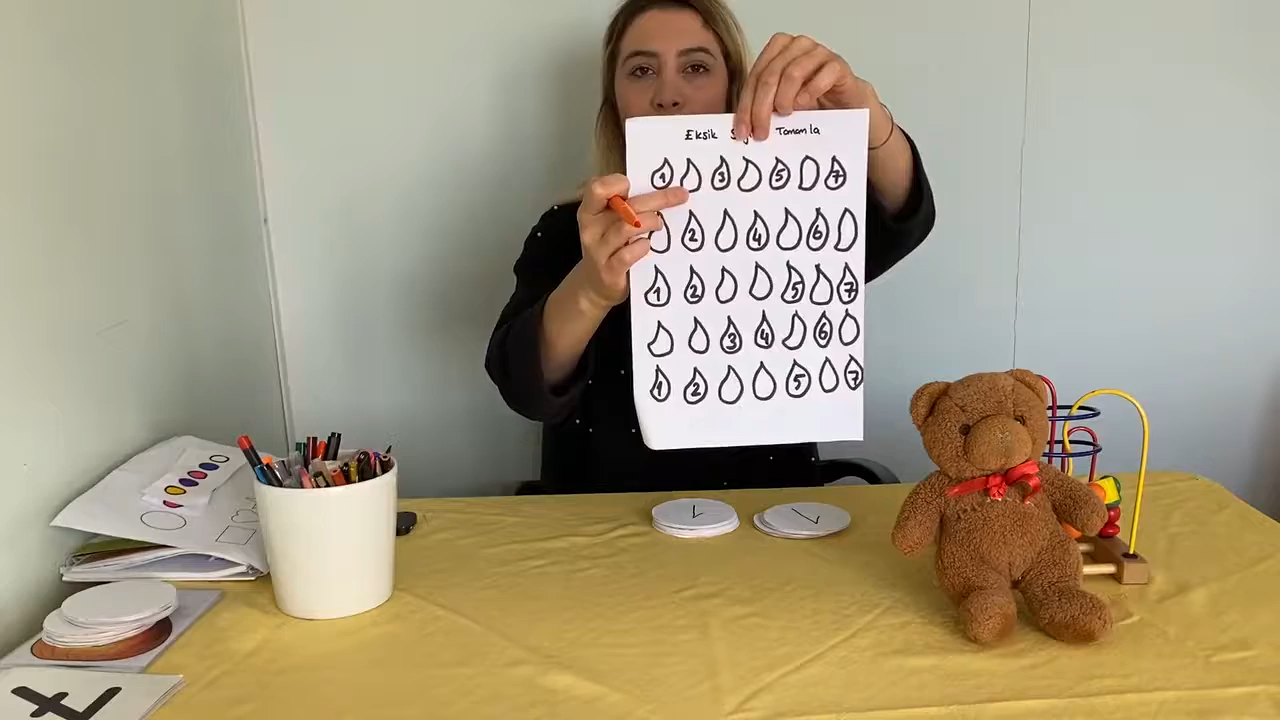 Eksik Tamamla
1 3 5 7
2 4 6
1 2 5 7
3 4 6
1 2 5 7